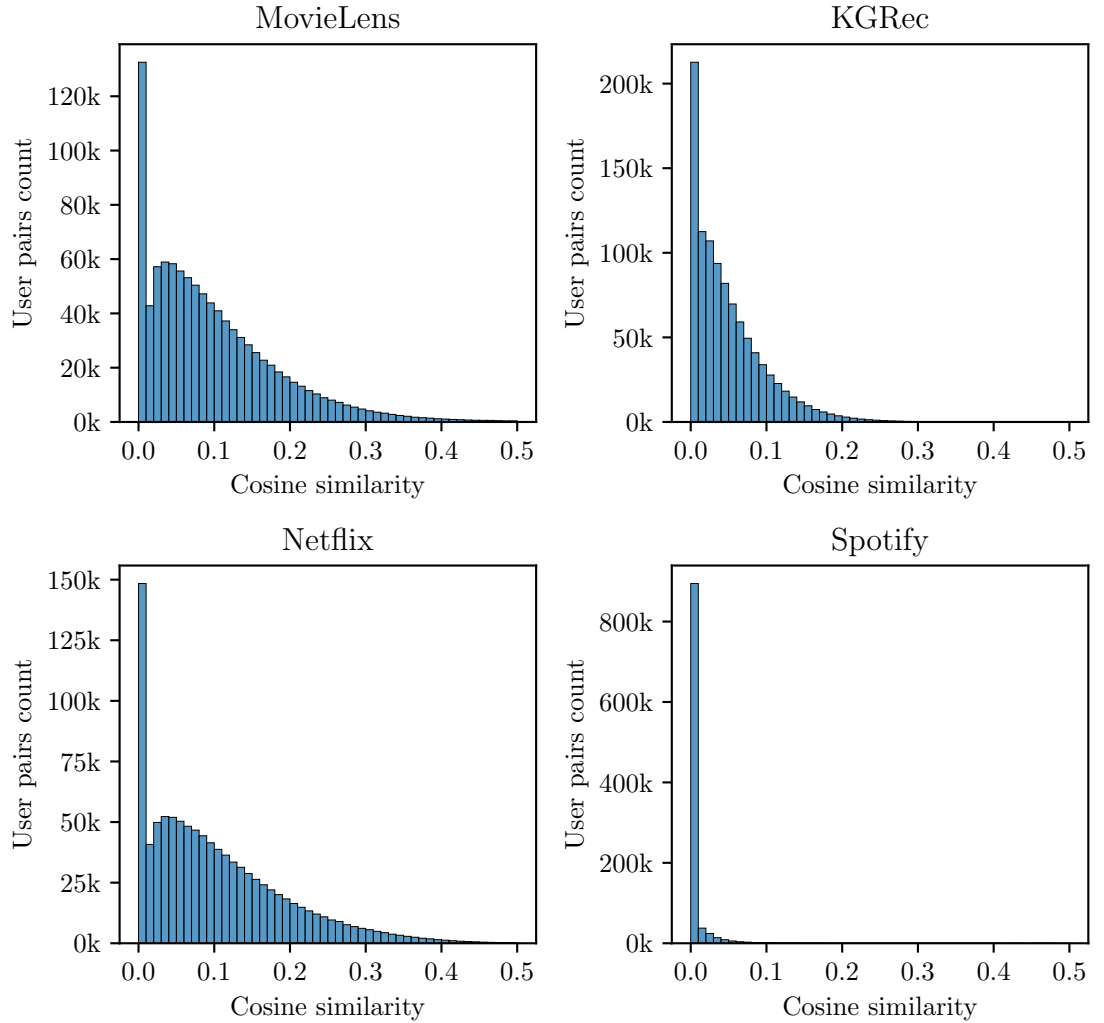 MovieLens
User pairs count
120k
100k
80k
60k
40k
20k
0k
0.0 0.1 0.2 0.3 0.4 0.5
Cosine similarity
KGRec
User pairs count
200k
150k
100k
50k
0k
0.0 0.1 0.2 0.3 0.4 0.5
Cosine similarity
Netflix
User pairs count
150k
125k
100k
75k
50k
25k
0k
0.0 0.1 0.2 0.3 0.4 0.5
Cosine similarity
Spotify
User pairs count
800k
600k
400k
200k
0k
0.0 0.1 0.2 0.3 0.4 0.5
Cosine similarity